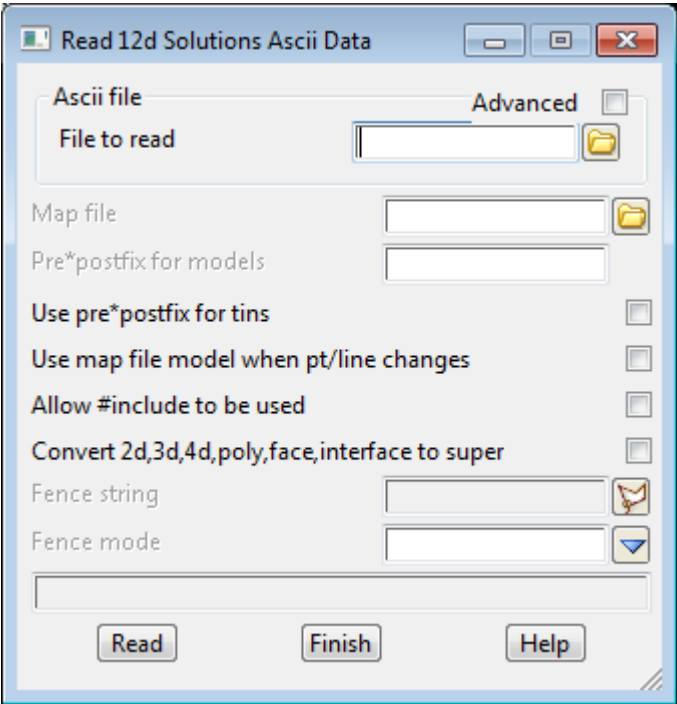 Read 12d Solutions Ascii Data
Ascii file
Advanced
File to read
Map file
Pre*postfix for models
Use pre*postfix for tins
Use map file model when pt/line changes
Allow #include to be used
Convert 2d,3d,4d,poly,face,interface to super
Fence string
Fence mode
Read Finish Help